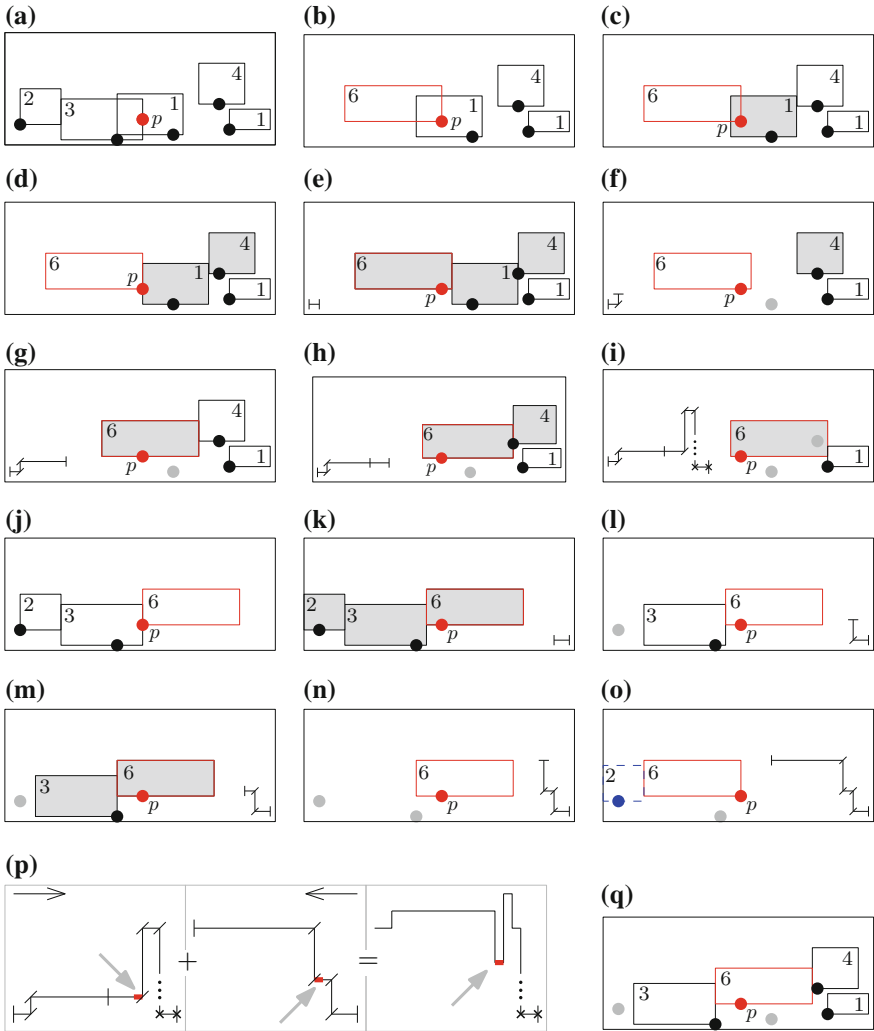 (a) (b) (c)
2 3 1 4 1 p
6 4 1 p
6 1 4 1 p
(d) (e) (f)
6 p 1 4 1
6 p 1 4 1
6 p 4 1
(g) (h) (i)
6 p 4 1
6 p 4 1
6 p 1
(j) (k) (l)
2 3 6 p
2 3 6 p
3 6 p
(m) (n) (o)
3 6 p
6 p
2 6 p
(p) (q)
+ =
3 6 p 4 1